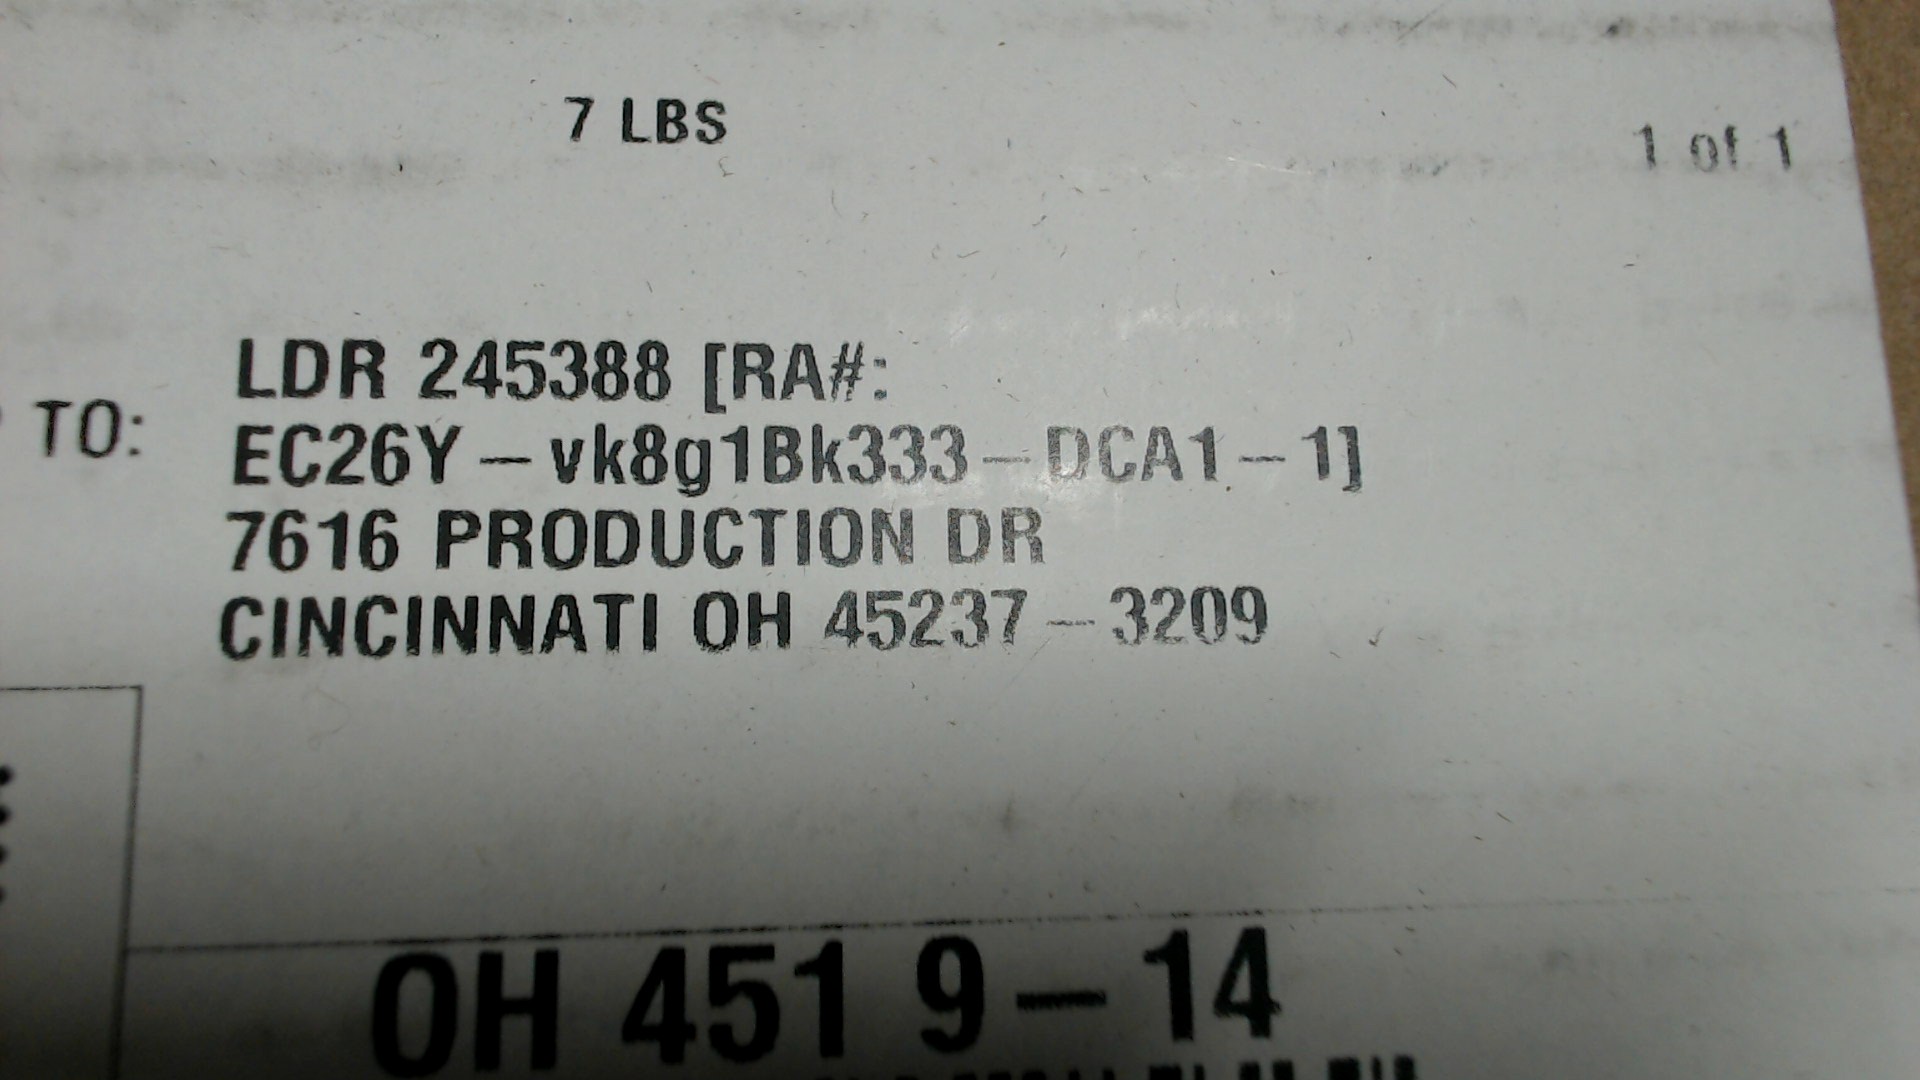 7 LBS
1 of 1
TO:
LDR 245388 [RA#:
EC26Y-vk8g1Bk333-DCA1-1]
7616 PRODUCTION DR
CINCINNATI OH 45237-3209
OH 451 9-14